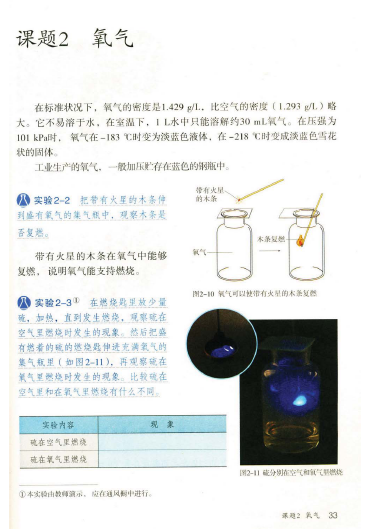 课题2 氧气
在标准状况下，氧气的密度是1.429 g/L，比空气的密度（1.293 g/L）略
大。它不易溶于水，在室温下，1 L水中只能溶解约30 mL氧气。在压强为
101 kPa时，氧气在-183 ℃时变为淡蓝色液体，在-218 ℃时变成淡蓝色雪花
状的固体。
工业生产的氧气，一般加压贮存在蓝色的钢瓶中。
实验2-2 把带有火星的木条伸
到盛有氧气的集气瓶中，观察木条是
否复燃。
带有火星的木条在氧气中能够
复燃，说明氧气能支持燃烧。
带有火星
的木条
木条复燃
氧气
图2-10 氧气可以使带有火星的木条复燃
实验2-3① 在燃烧匙里放少量
硫，加热，直到发生燃烧，观察硫在
空气里燃烧时发生的现象。然后把盛
有燃着的硫的燃烧匙伸进充满氧气的
集气瓶里（如图2-11），再观察硫在
氧气里燃烧时发生的现象。比较硫在
空气里和在氧气里燃烧有什么不同。
实验内容 现 象
硫在空气里燃烧
硫在氧气里燃烧
图2-11 硫分别在空气和氧气里燃烧
①本实验由教师演示，应在通风橱中进行。
课题2 氧气 33